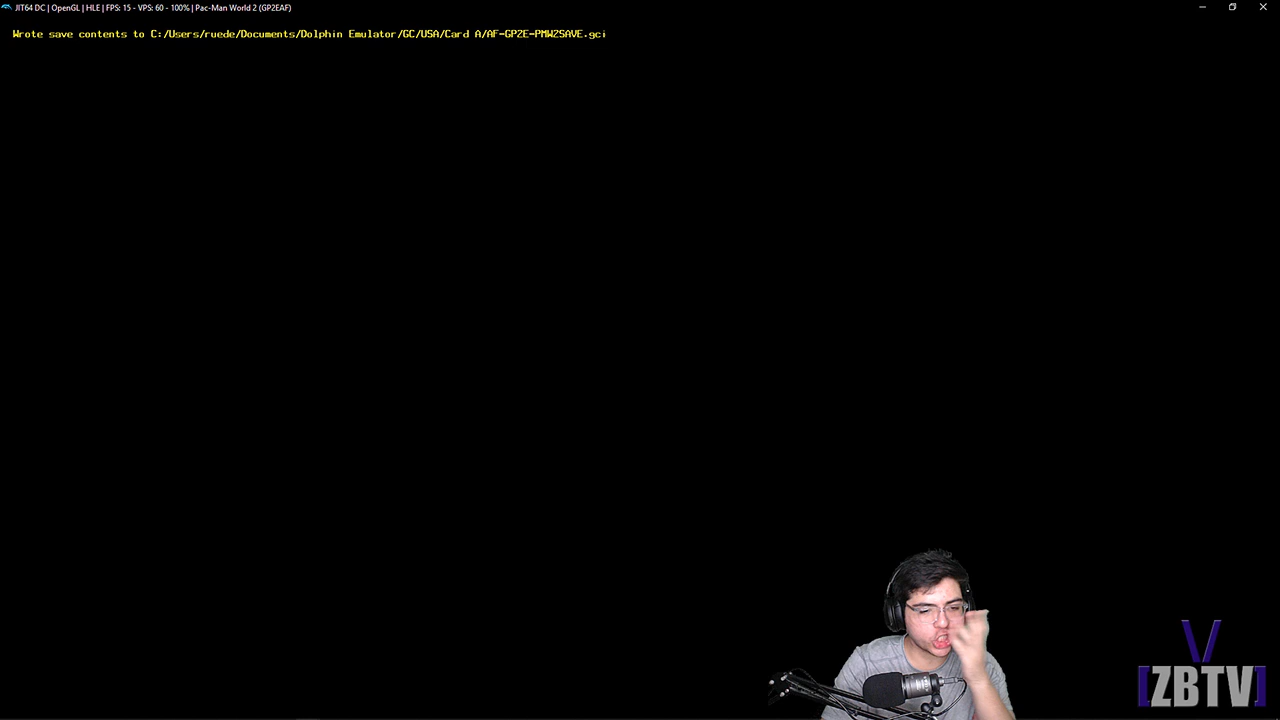 JIT64 DC | OpenGL | HLE | FPS: 15 - VPS: 60 - 100% | Pac-Man World 2 (GP2EAF)
Wrote save contents to C:/Users/ruede/Documents/Dolphin Emulator/GC/USA/Card A/AF-GP2E-PMW2SAVE.gci
V
[ZBTV]